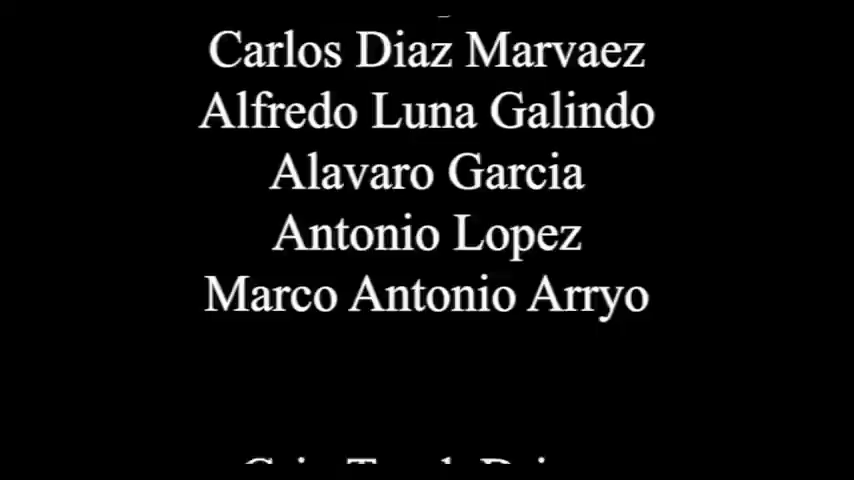 Carlos Diaz Marvaez
Alfredo Luna Galindo
Alavaro Garcia
Antonio Lopez
Marco Antonio Arryo